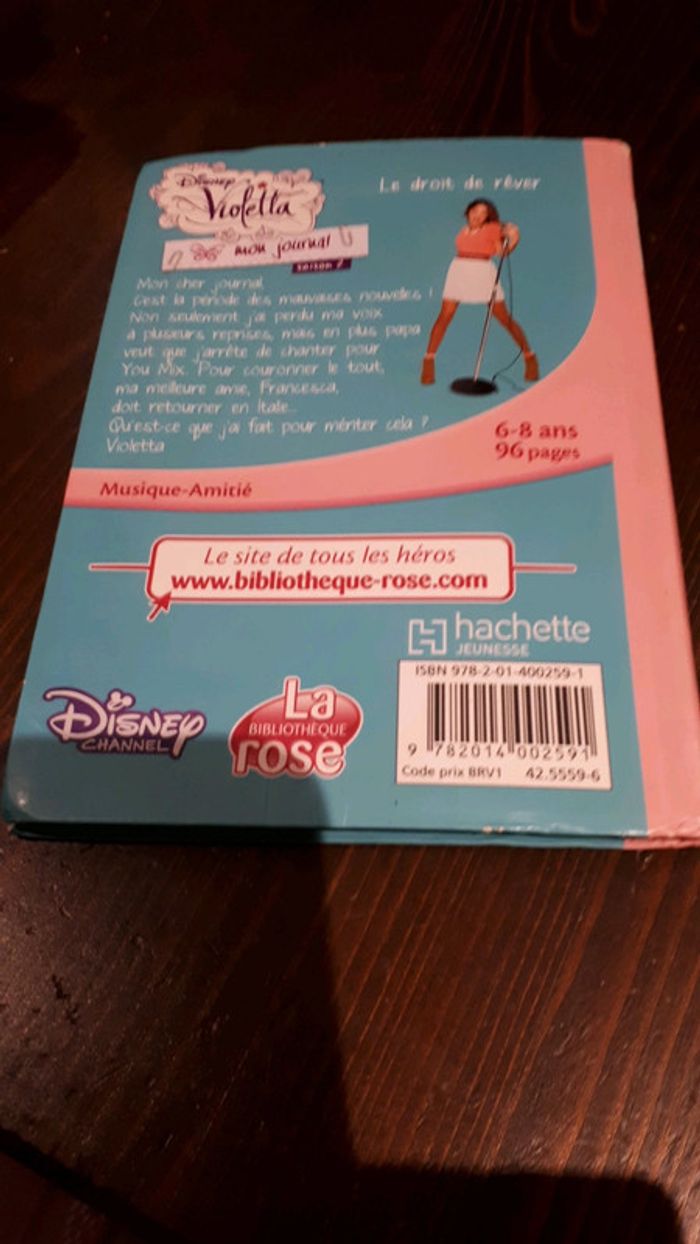 Disney
Violetta
mon journal
saison 2
Le droit de rêver
Mon cher journal,
C'est la période des mauvaises nouvelles !
Non seulement j'ai perdu ma voix
à plusieurs reprises, mais en plus papa
veut que j'arrête de chanter pour
You Mix. Pour couronner le tout,
ma meilleure amie, Francesca,
doit retourner en Italie...
Qu'est-ce que j'ai fait pour mériter cela ?
Violetta
6-8 ans
96 pages
Musique-Amitié
Le site de tous les héros
www.bibliotheque-rose.com
hachette
JEUNESSE
ISBN 978-2-01-400259-1
9 782014 002591
Code prix BRV1 42.5559-6
Disney
CHANNEL
La
BIBLIOTHÈQUE
rose